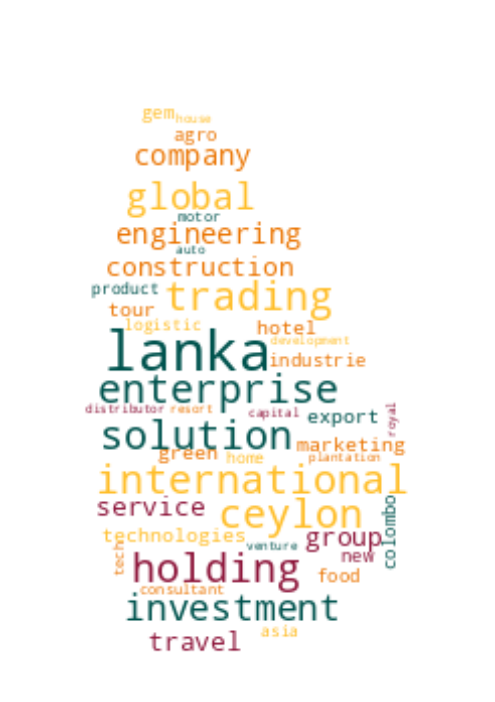 gem house
agro
company
global
motor
engineering
auto
construction
product trading
tour
logistic hotel
lanka development
industrie
enterprise
distributor resort capital export royal
solution marketing
green home plantation
international
service ceylon colombo
technologies venture group
tech holding new
consultant food
investment
travel asia